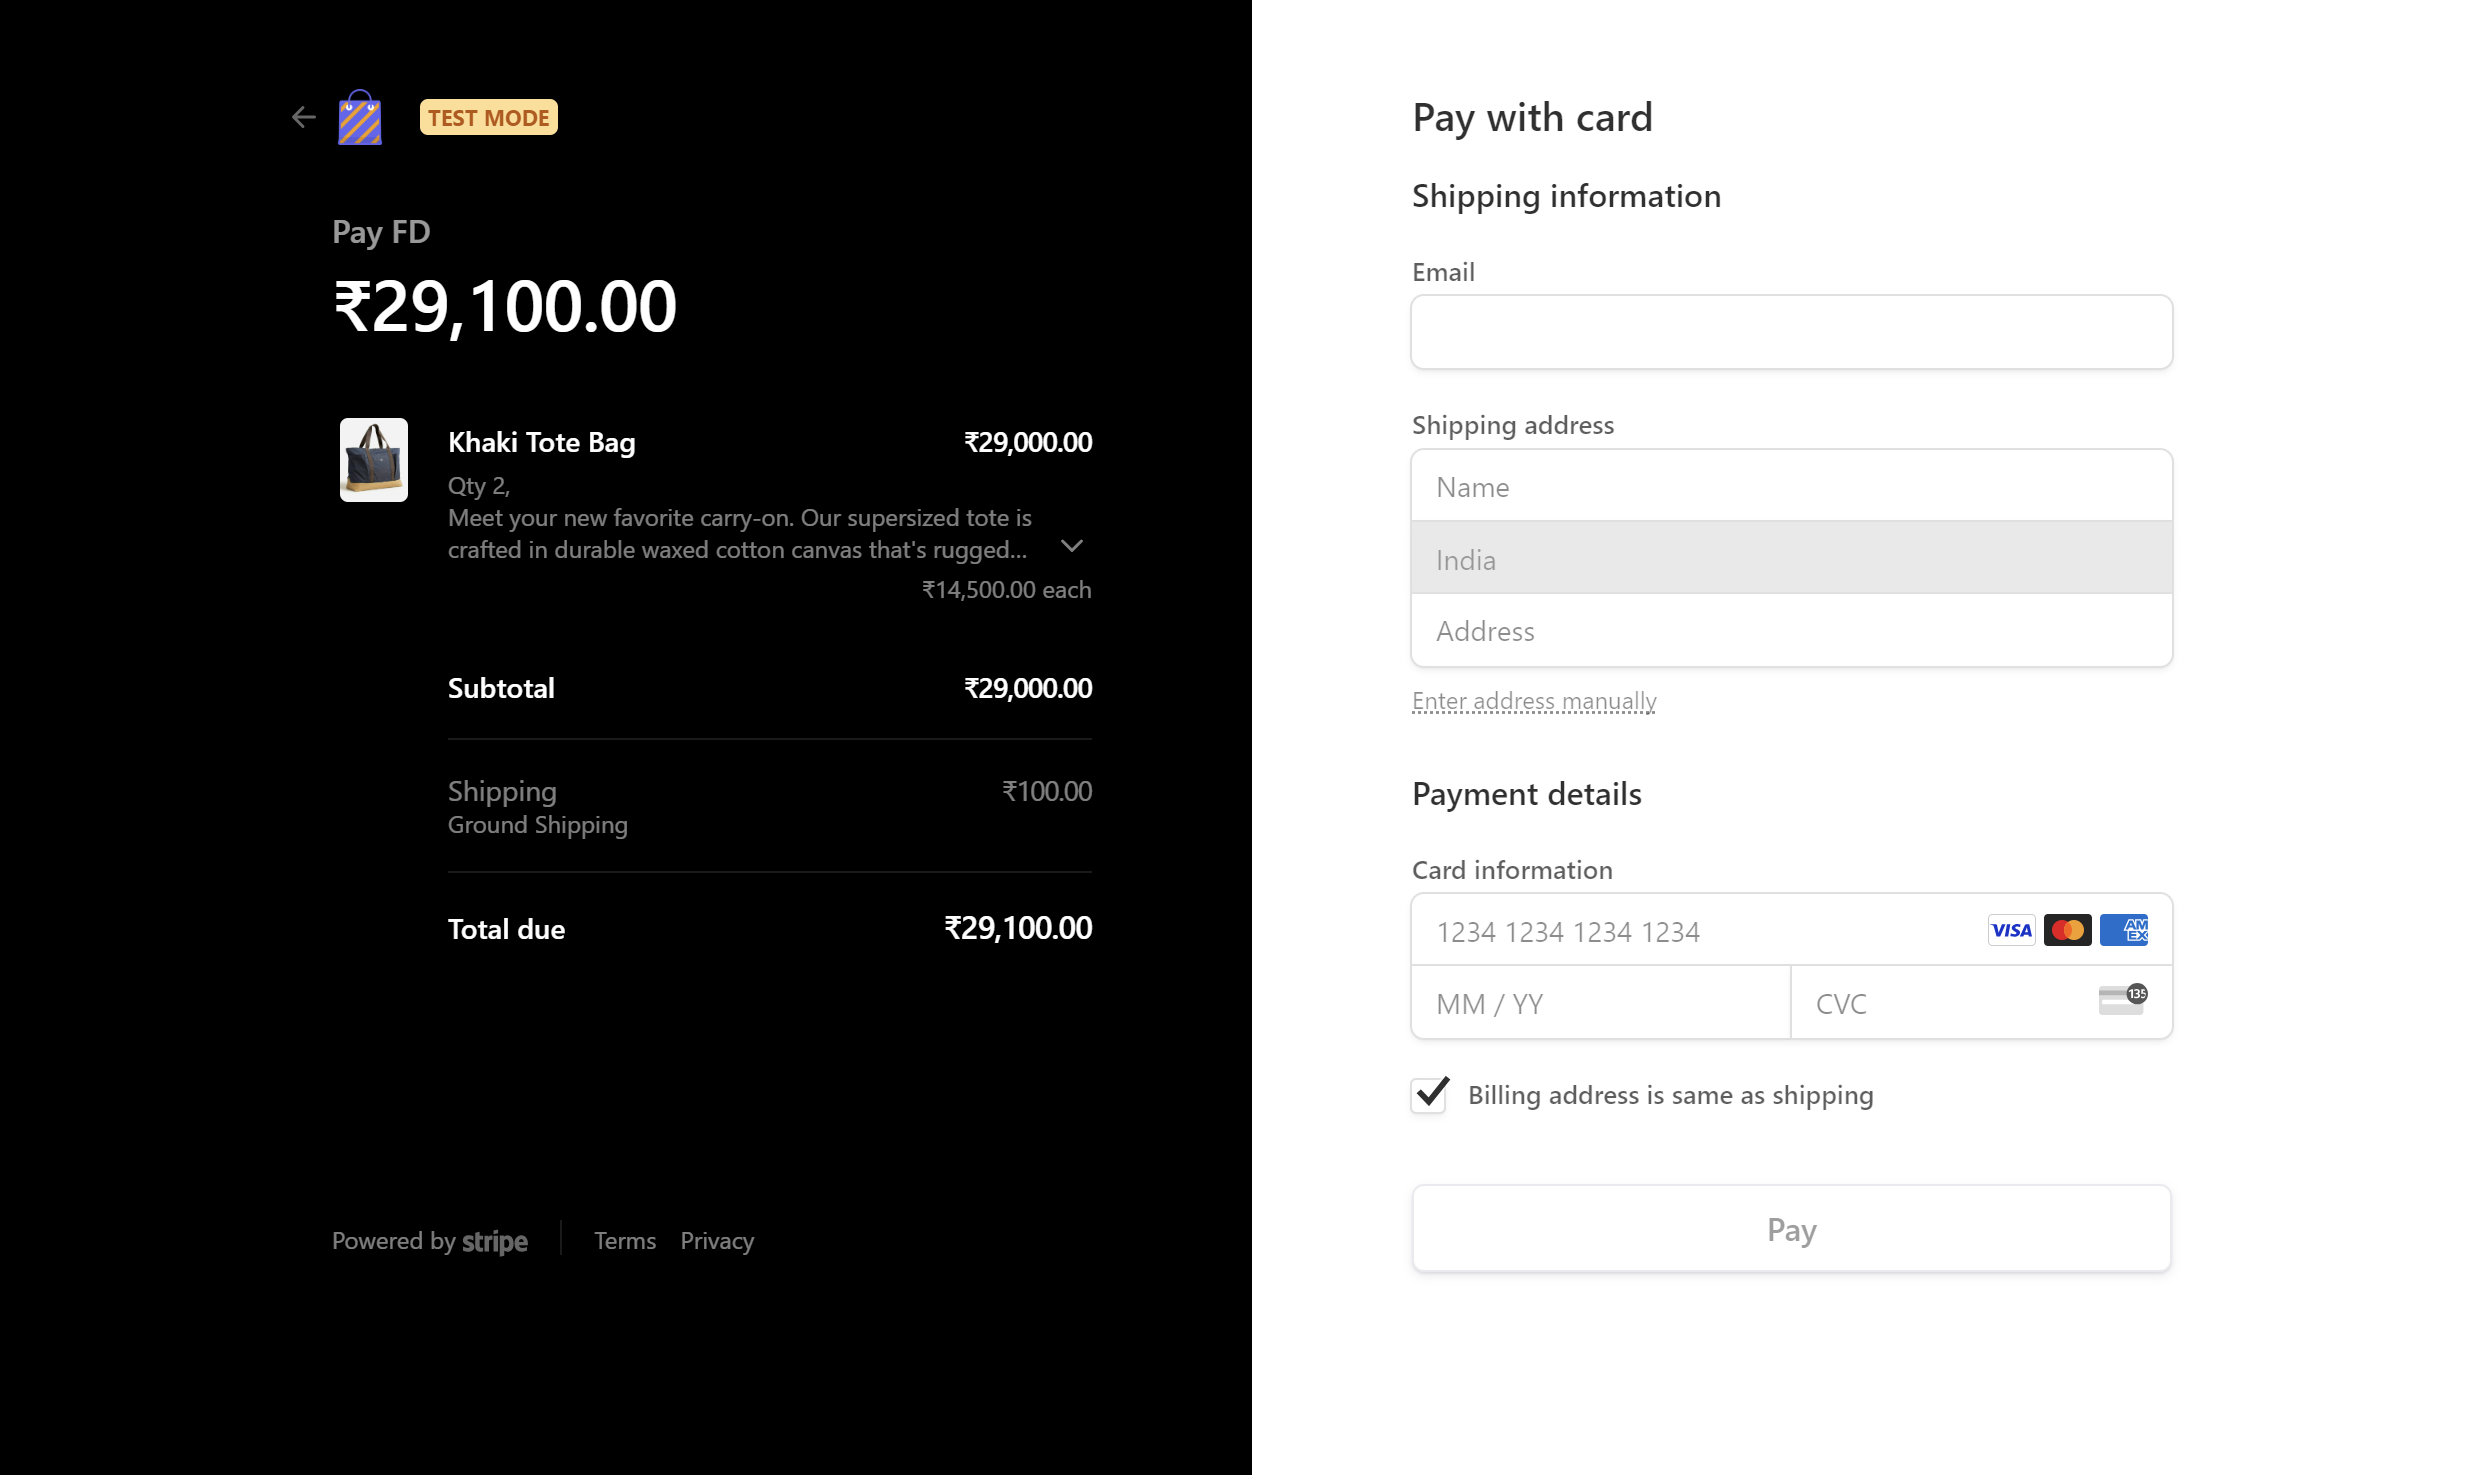 TEST MODE
Pay FD
₹29,100.00
Khaki Tote Bag ₹29,000.00
Qty 2,
Meet your new favorite carry-on. Our supersized tote is
crafted in durable waxed cotton canvas that's rugged...
₹14,500.00 each
Subtotal ₹29,000.00
Shipping ₹100.00
Ground Shipping
Total due ₹29,100.00
Powered by stripe Terms Privacy
Pay with card
Shipping information
Email
Shipping address
Name
India
Address
Enter address manually
Payment details
Card information
1234 1234 1234 1234 VISA AM
EX
MM / YY CVC 135
Billing address is same as shipping
Pay